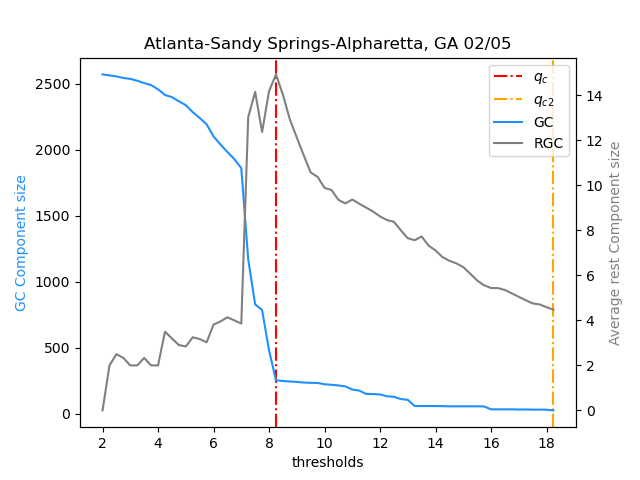 Atlanta-Sandy Springs-Alpharetta, GA 02/05
GC Component size
2500
2000
1500
1000
500
0
q_c
q_{c2}
GC
RGC
14
12
10
8
6
4
2
0
Average rest Component size
2 4 6 8 10 12 14 16 18
thresholds